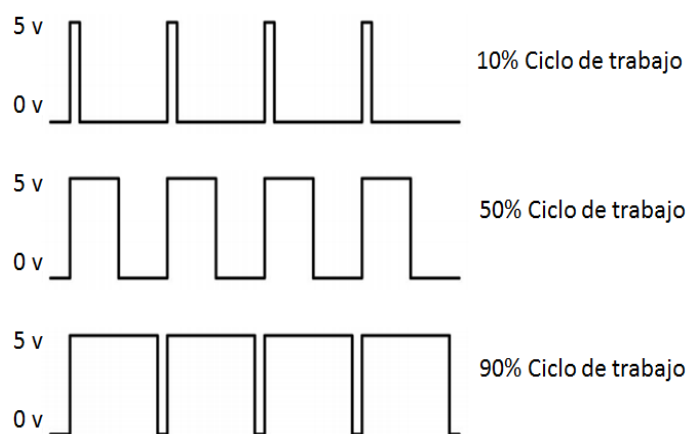 5 v
10% Ciclo de trabajo
0 v
5 v
50% Ciclo de trabajo
0 v
5 v
90% Ciclo de trabajo
0 v